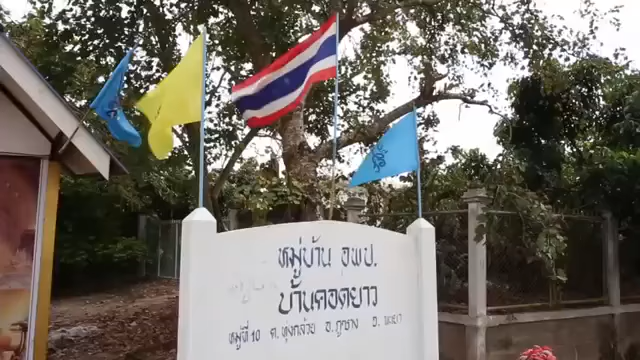 หมู่บ้าน อพป.
บ้านคอดยาว
หมู่ที่ 10 ต. ทุ่งกล้วย อ. ภูซาง จ. พะเยา